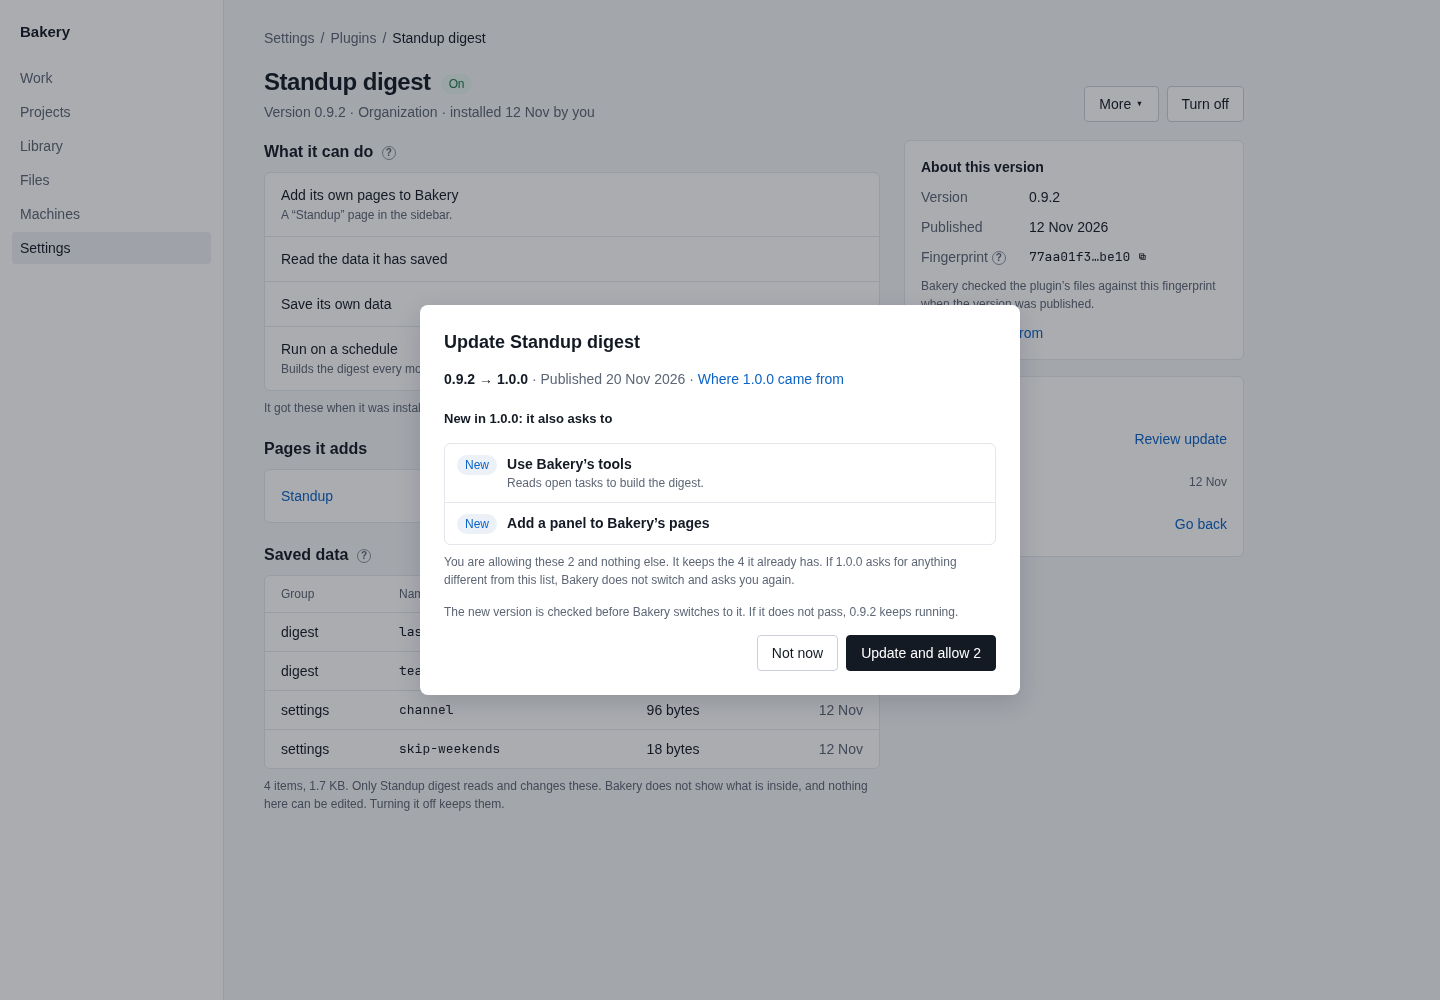 Bakery
Work
Projects
Library
Files
Machines
Settings
Settings / Plugins / Standup digest
Standup digest On
Version 0.9.2 · Organization · installed 12 Nov by you
More ▾
Turn off
What it can do ?
Add its own pages to Bakery
A “Standup” page in the sidebar.
Read the data it has saved
Save its own data
Run on a schedule
Builds the digest every
It got these when it was
Pages it adds
Standup
Saved data ?
Group
digest
digest
settings channel 96 bytes 12 Nov
settings skip-weekends 18 bytes 12 Nov
4 items, 1.7 KB. Only Standup digest reads and changes these. Bakery does not show what is inside, and nothing
here can be edited. Turning it off keeps them.
About this version
Version 0.9.2
Published 12 Nov 2026
Fingerprint ? 77aa01f3…be10
Bakery checked the plugin’s files against this fingerprint
when the version was published.
from
Review update
12 Nov
Go back
Update Standup digest
0.9.2 → 1.0.0 · Published 20 Nov 2026 · Where 1.0.0 came from
New in 1.0.0: it also asks to
New Use Bakery’s tools
Reads open tasks to build the digest.
New Add a panel to Bakery’s pages
You are allowing these 2 and nothing else. It keeps the 4 it already has. If 1.0.0 asks for anything
different from this list, Bakery does not switch and asks you again.
The new version is checked before Bakery switches to it. If it does not pass, 0.9.2 keeps running.
Not now
Update and allow 2